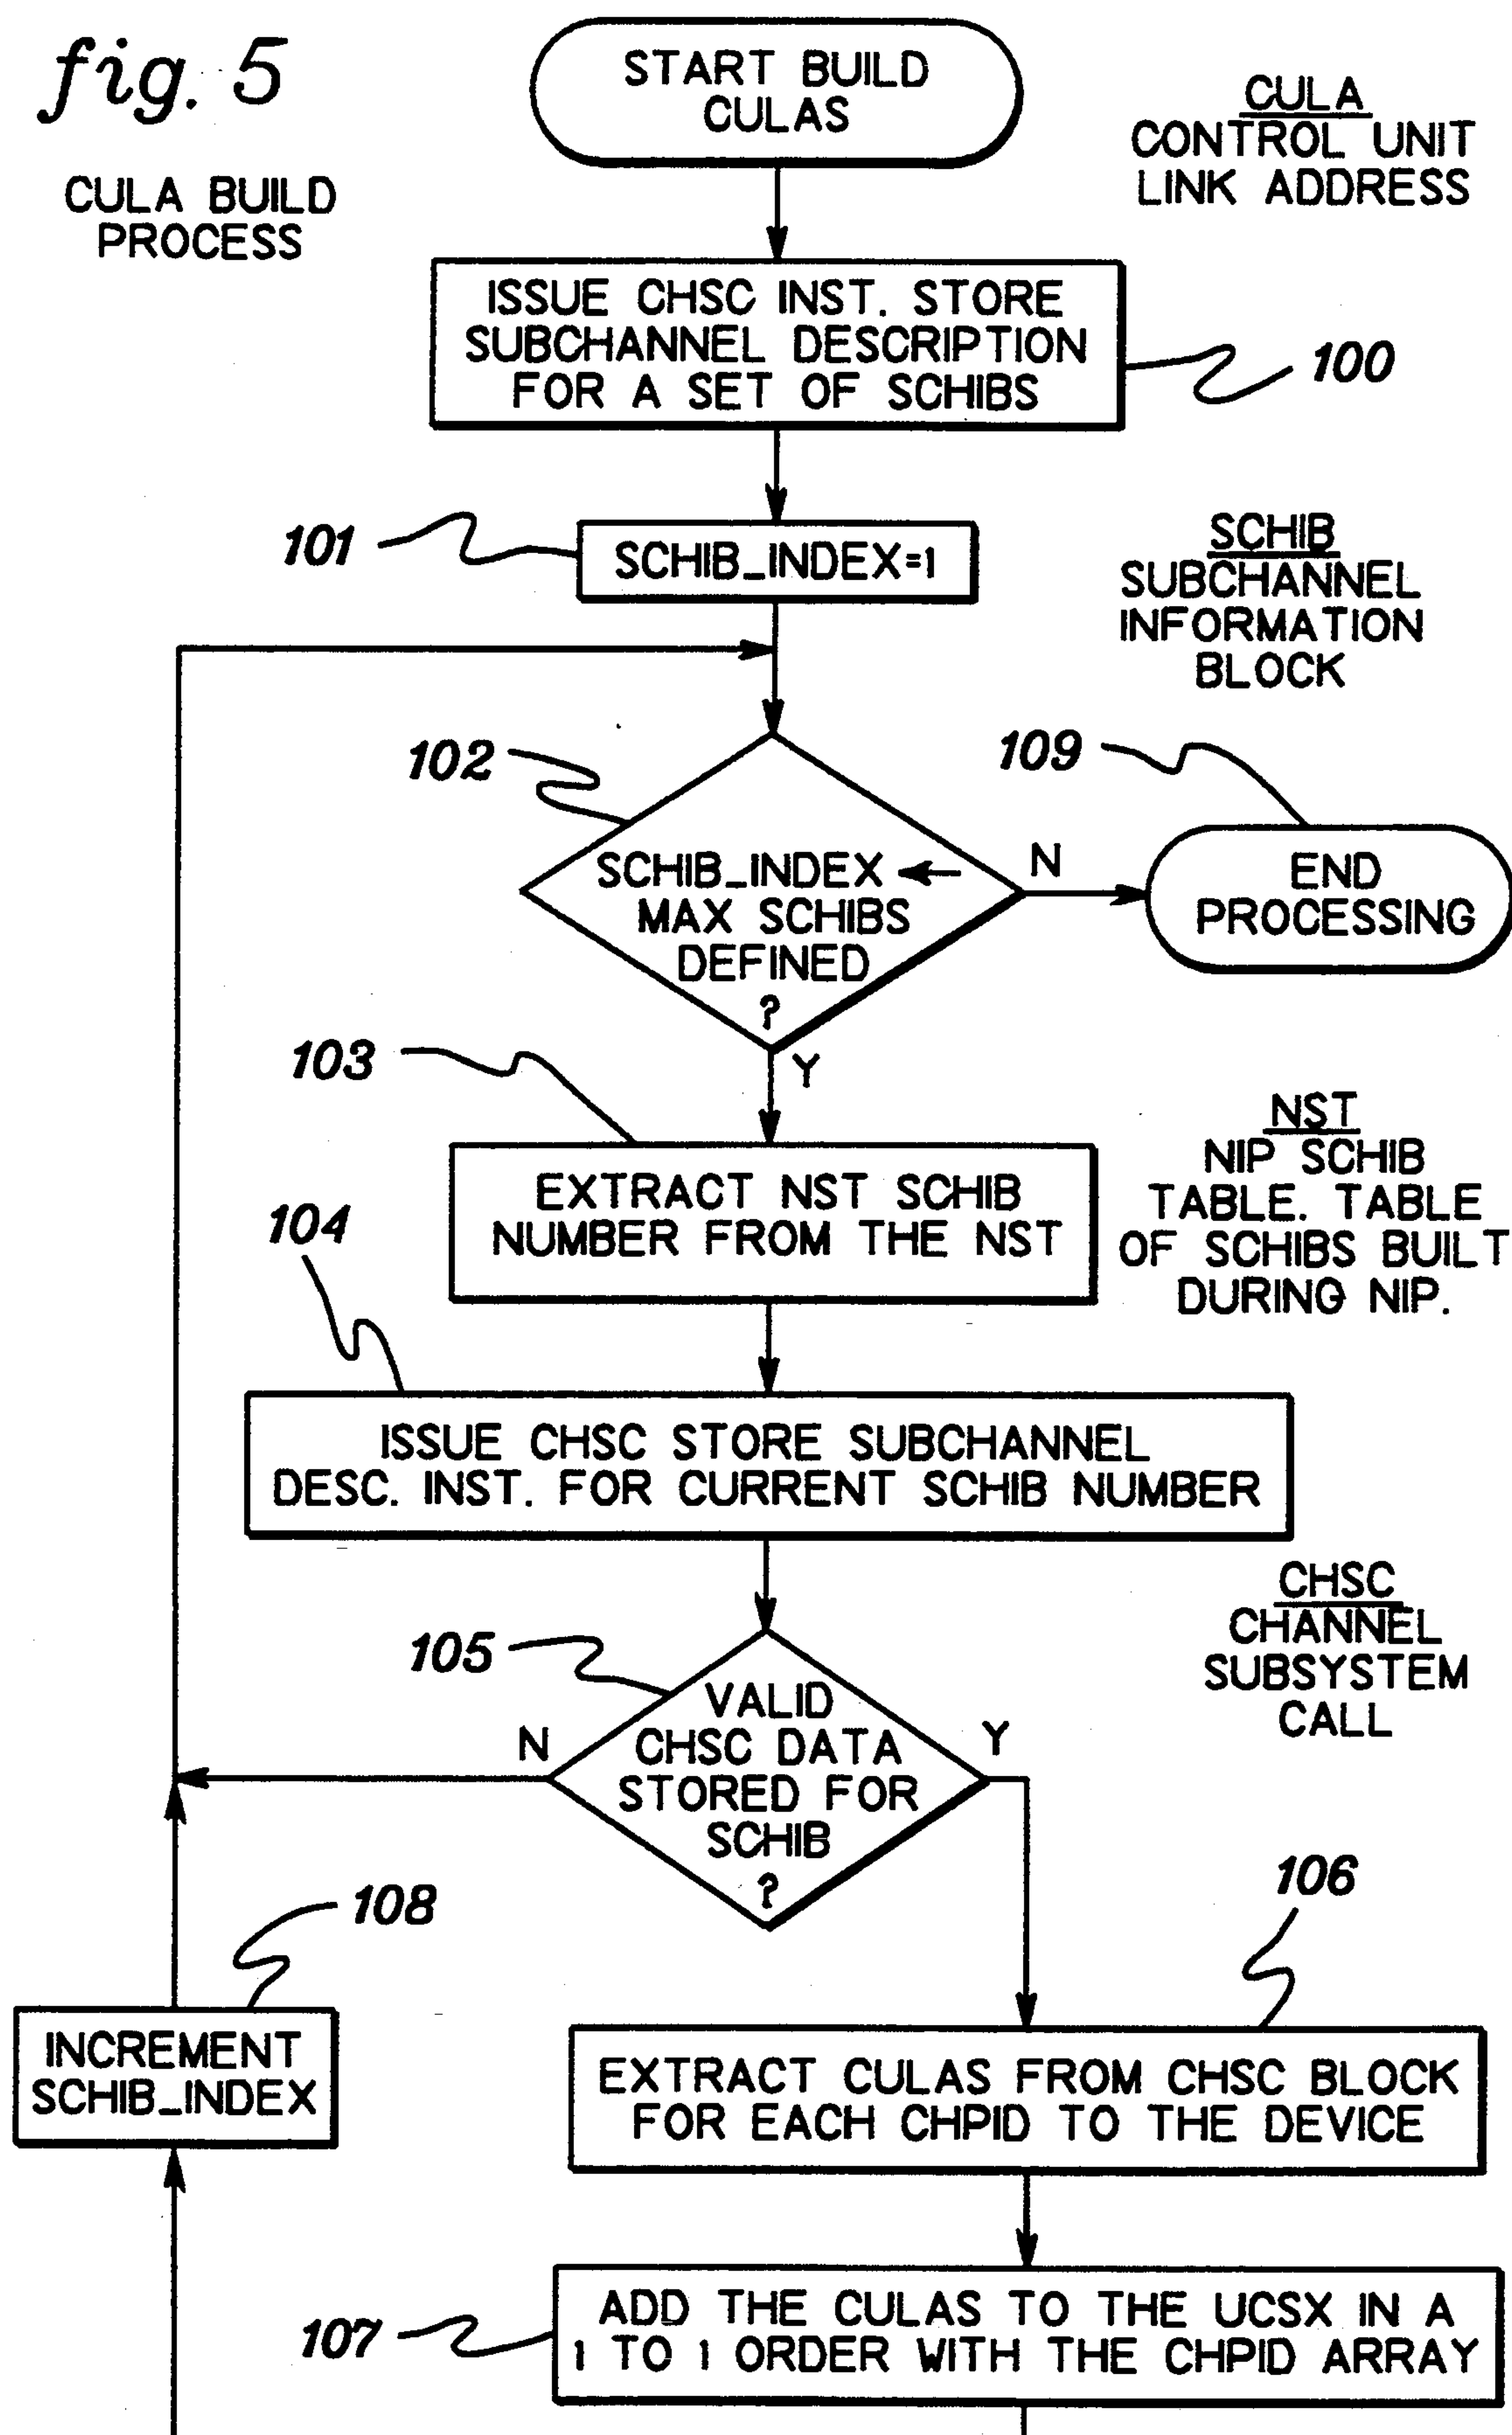 fig. 5
START BUILD
CULAS
CULA
CONTROL UNIT
LINK ADDRESS
CULA BUILD
PROCESS
ISSUE CHSC INST. STORE
SUBCHANNEL DESCRIPTION
FOR A SET OF SCHIBS
100
101
SCHIB_INDEX=1
SCHIB
SUBCHANNEL
INFORMATION
BLOCK
102
109
SCHIB_INDEX ←
MAX SCHIBS
DEFINED
?
N
END
PROCESSING
Y
103
EXTRACT NST SCHIB
NUMBER FROM THE NST
NST
NIP SCHIB
TABLE. TABLE
OF SCHIBS BUILT
DURING NIP.
104
ISSUE CHSC STORE SUBCHANNEL
DESC. INST. FOR CURRENT SCHIB NUMBER
CHSC
CHANNEL
SUBSYSTEM
CALL
105
VALID
CHSC DATA
STORED FOR
SCHIB
?
N
Y
108
106
INCREMENT
SCHIB_INDEX
EXTRACT CULAS FROM CHSC BLOCK
FOR EACH CHPID TO THE DEVICE
107
ADD THE CULAS TO THE UCSX IN A
1 TO 1 ORDER WITH THE CHPID ARRAY